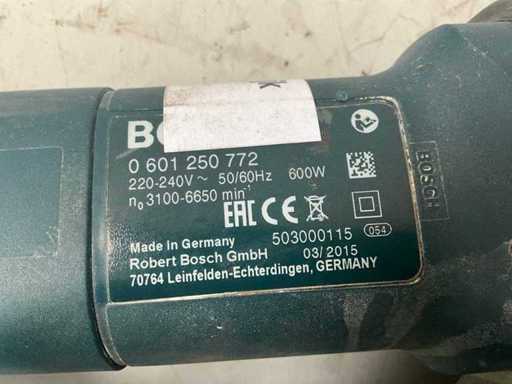 BO
0 601 250 772
220-240V ~ 50/60Hz 600W
n₀ 3100-6650 min⁻¹
EAC CE
Made In Germany 503000115 054
Robert Bosch GmbH 03/2015
70764 Leinfelden-Echterdingen, GERMANY
BOSCH